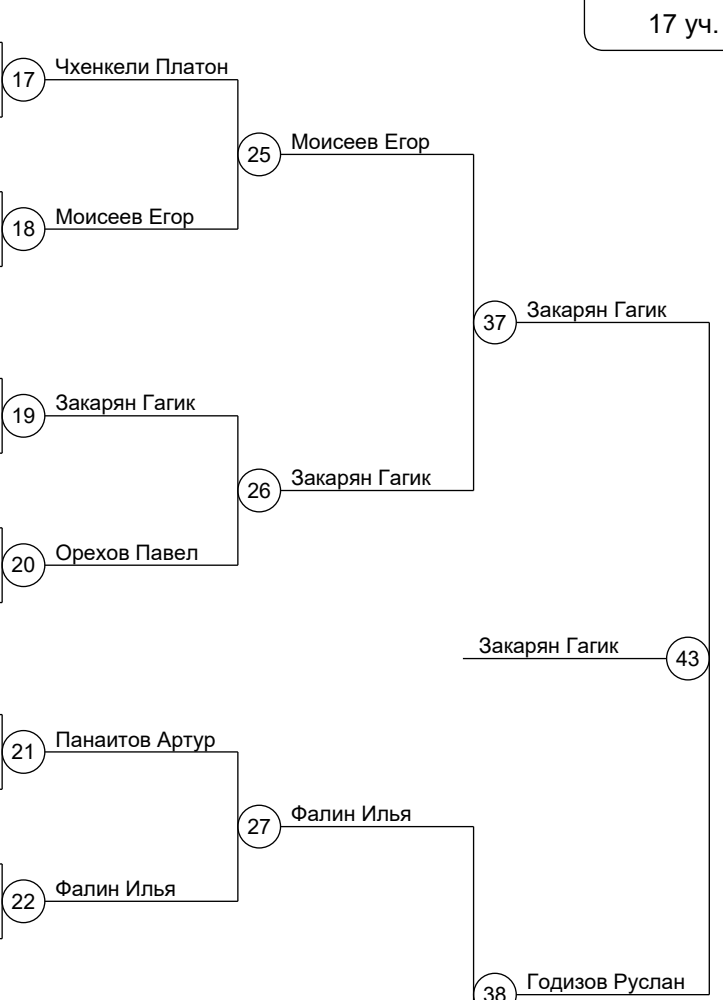 17 уч.
17 Чхенкели Платон
25 Моисеев Егор
18 Моисеев Егор
37 Закарян Гагик
19 Закарян Гагик
26 Закарян Гагик
20 Орехов Павел
Закарян Гагик 43
21 Панаитов Артур
27 Фалин Илья
22 Фалин Илья
38 Годизов Руслан